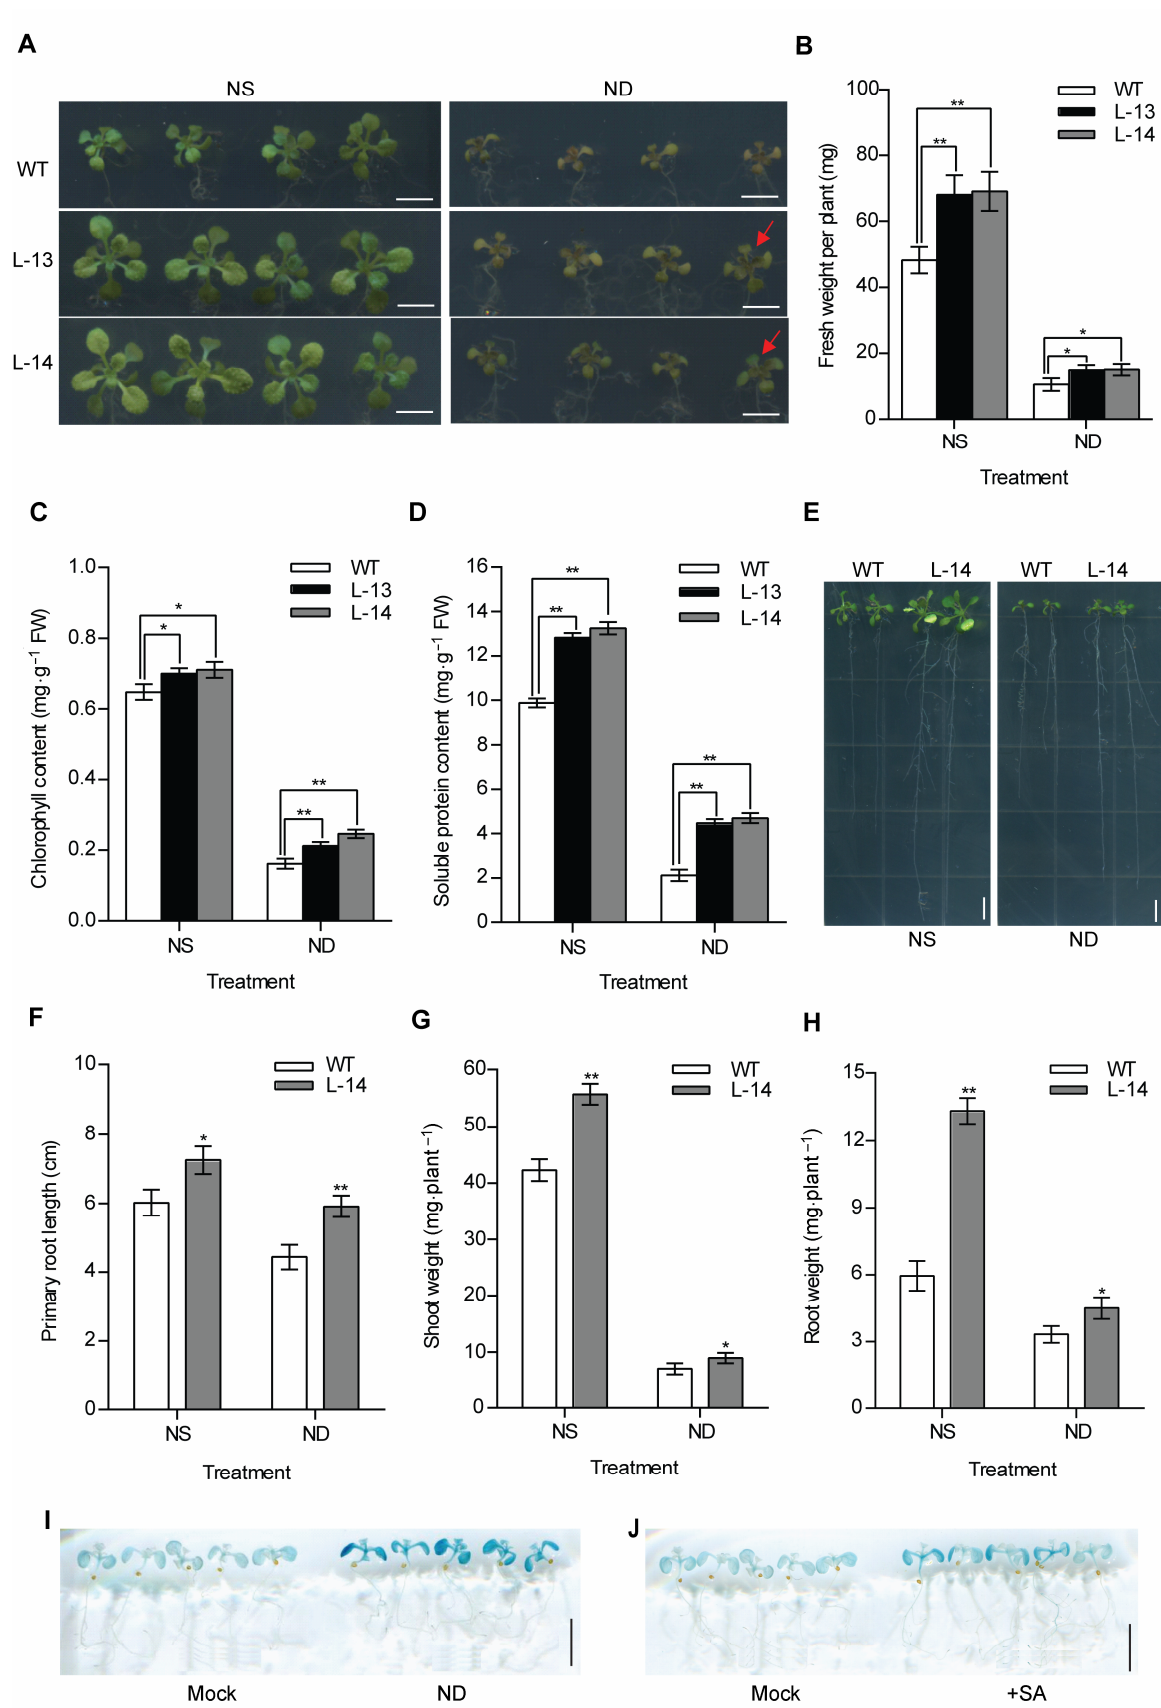 A
NS
ND
WT
L-13
L-14
B
WT
L-13
L-14
Fresh weight per plant (mg)
100
80
60
40
20
0
**
**
*
*
NS
ND
Treatment
C
WT
L-13
L-14
Chlorophyll content (mg·g⁻¹ FW)
1.0
0.8
0.6
0.4
0.2
0.0
*
*
**
**
NS
ND
Treatment
D
WT
L-13
L-14
Soluble protein content (mg·g⁻¹ FW)
16
14
12
10
8
6
4
2
0
**
**
**
**
NS
ND
Treatment
E
WT
L-14
WT
L-14
NS
ND
F
WT
L-14
Primary root length (cm)
10
8
6
4
2
0
*
**
NS
ND
Treatment
G
WT
L-14
Shoot weight (mg·plant⁻¹)
60
50
40
30
20
10
0
**
*
NS
ND
Treatment
H
WT
L-14
Root weight (mg·plant⁻¹)
15
12
9
6
3
0
**
*
NS
ND
Treatment
I
Mock
ND
J
Mock
+SA